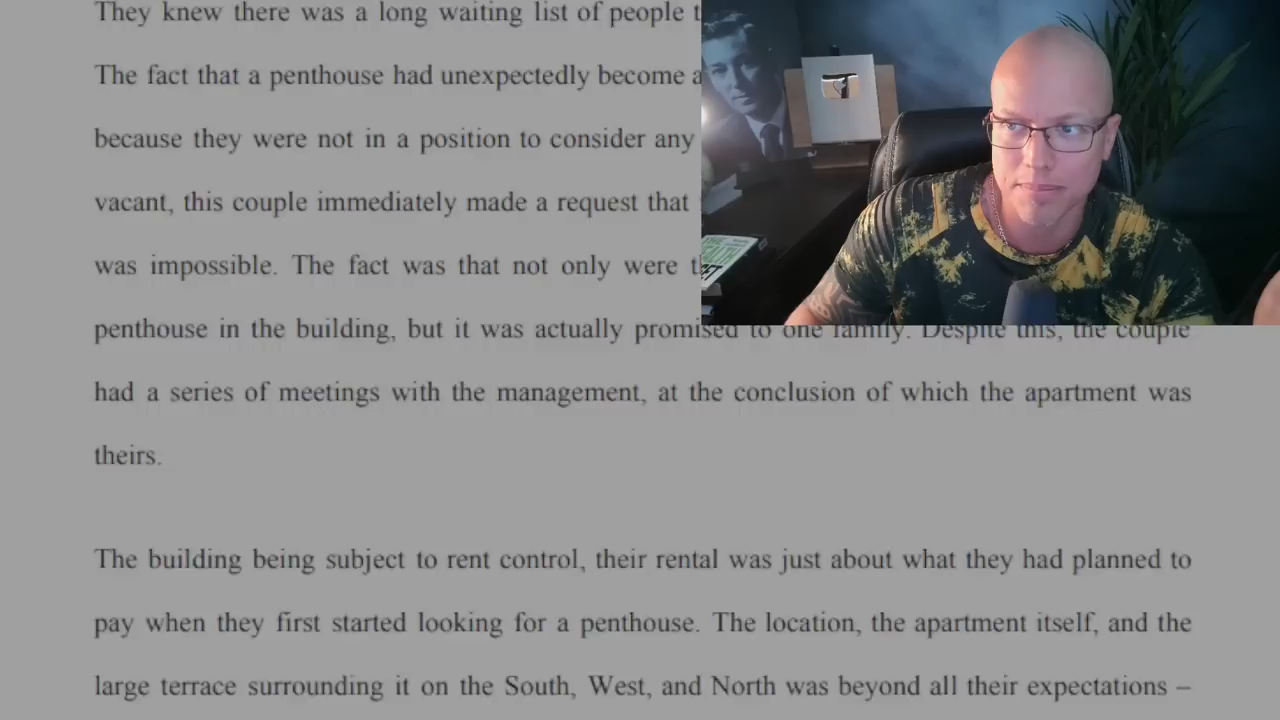 They knew there was a long waiting list of people
The fact that a penthouse had unexpectedly become
because they were not in a position to consider any
vacant, this couple immediately made a request that
was impossible. The fact was that not only were
penthouse in the building, but it was actually promised to one family. Despite this, the couple
had a series of meetings with the management, at the conclusion of which the apartment was
theirs.
The building being subject to rent control, their rental was just about what they had planned to
pay when they first started looking for a penthouse. The location, the apartment itself, and the
large terrace surrounding it on the South, West, and North was beyond all their expectations –